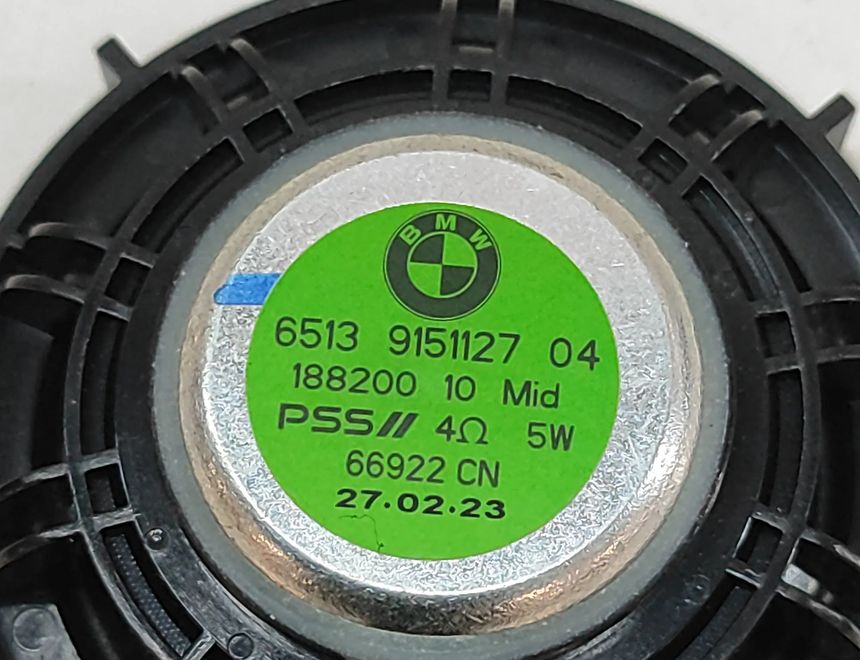 BMW
6513 9151127 04
188200 10 Mid
PSS// 4Ω 5W
66922 CN
27.02.23